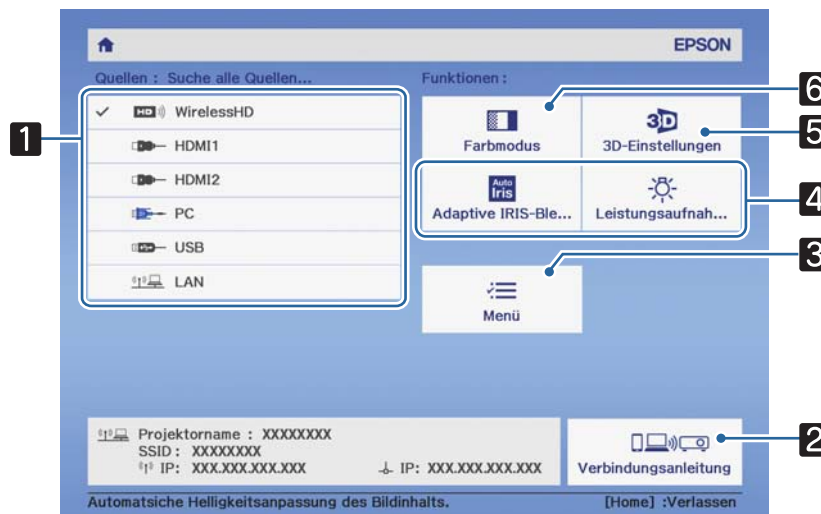 EPSON
Quellen : Suche alle Quellen...
Funktionen :
1
✓ HD WirelessHD
HDMI1
HDMI2
PC
USB
LAN
Farbmodus
6
3D
3D-Einstellungen
5
Auto
Iris
Adaptive IRIS-Ble...
Leistungsaufnah...
4
Menü
3
Projektorname : XXXXXXXX
SSID : XXXXXXXX
IP: XXX.XXX.XXX.XXX IP: XXX.XXX.XXX.XXX
Verbindungsanleitung
2
Automatsiche Helligkeitsanpassung des Bildinhalts. [Home] :Verlassen